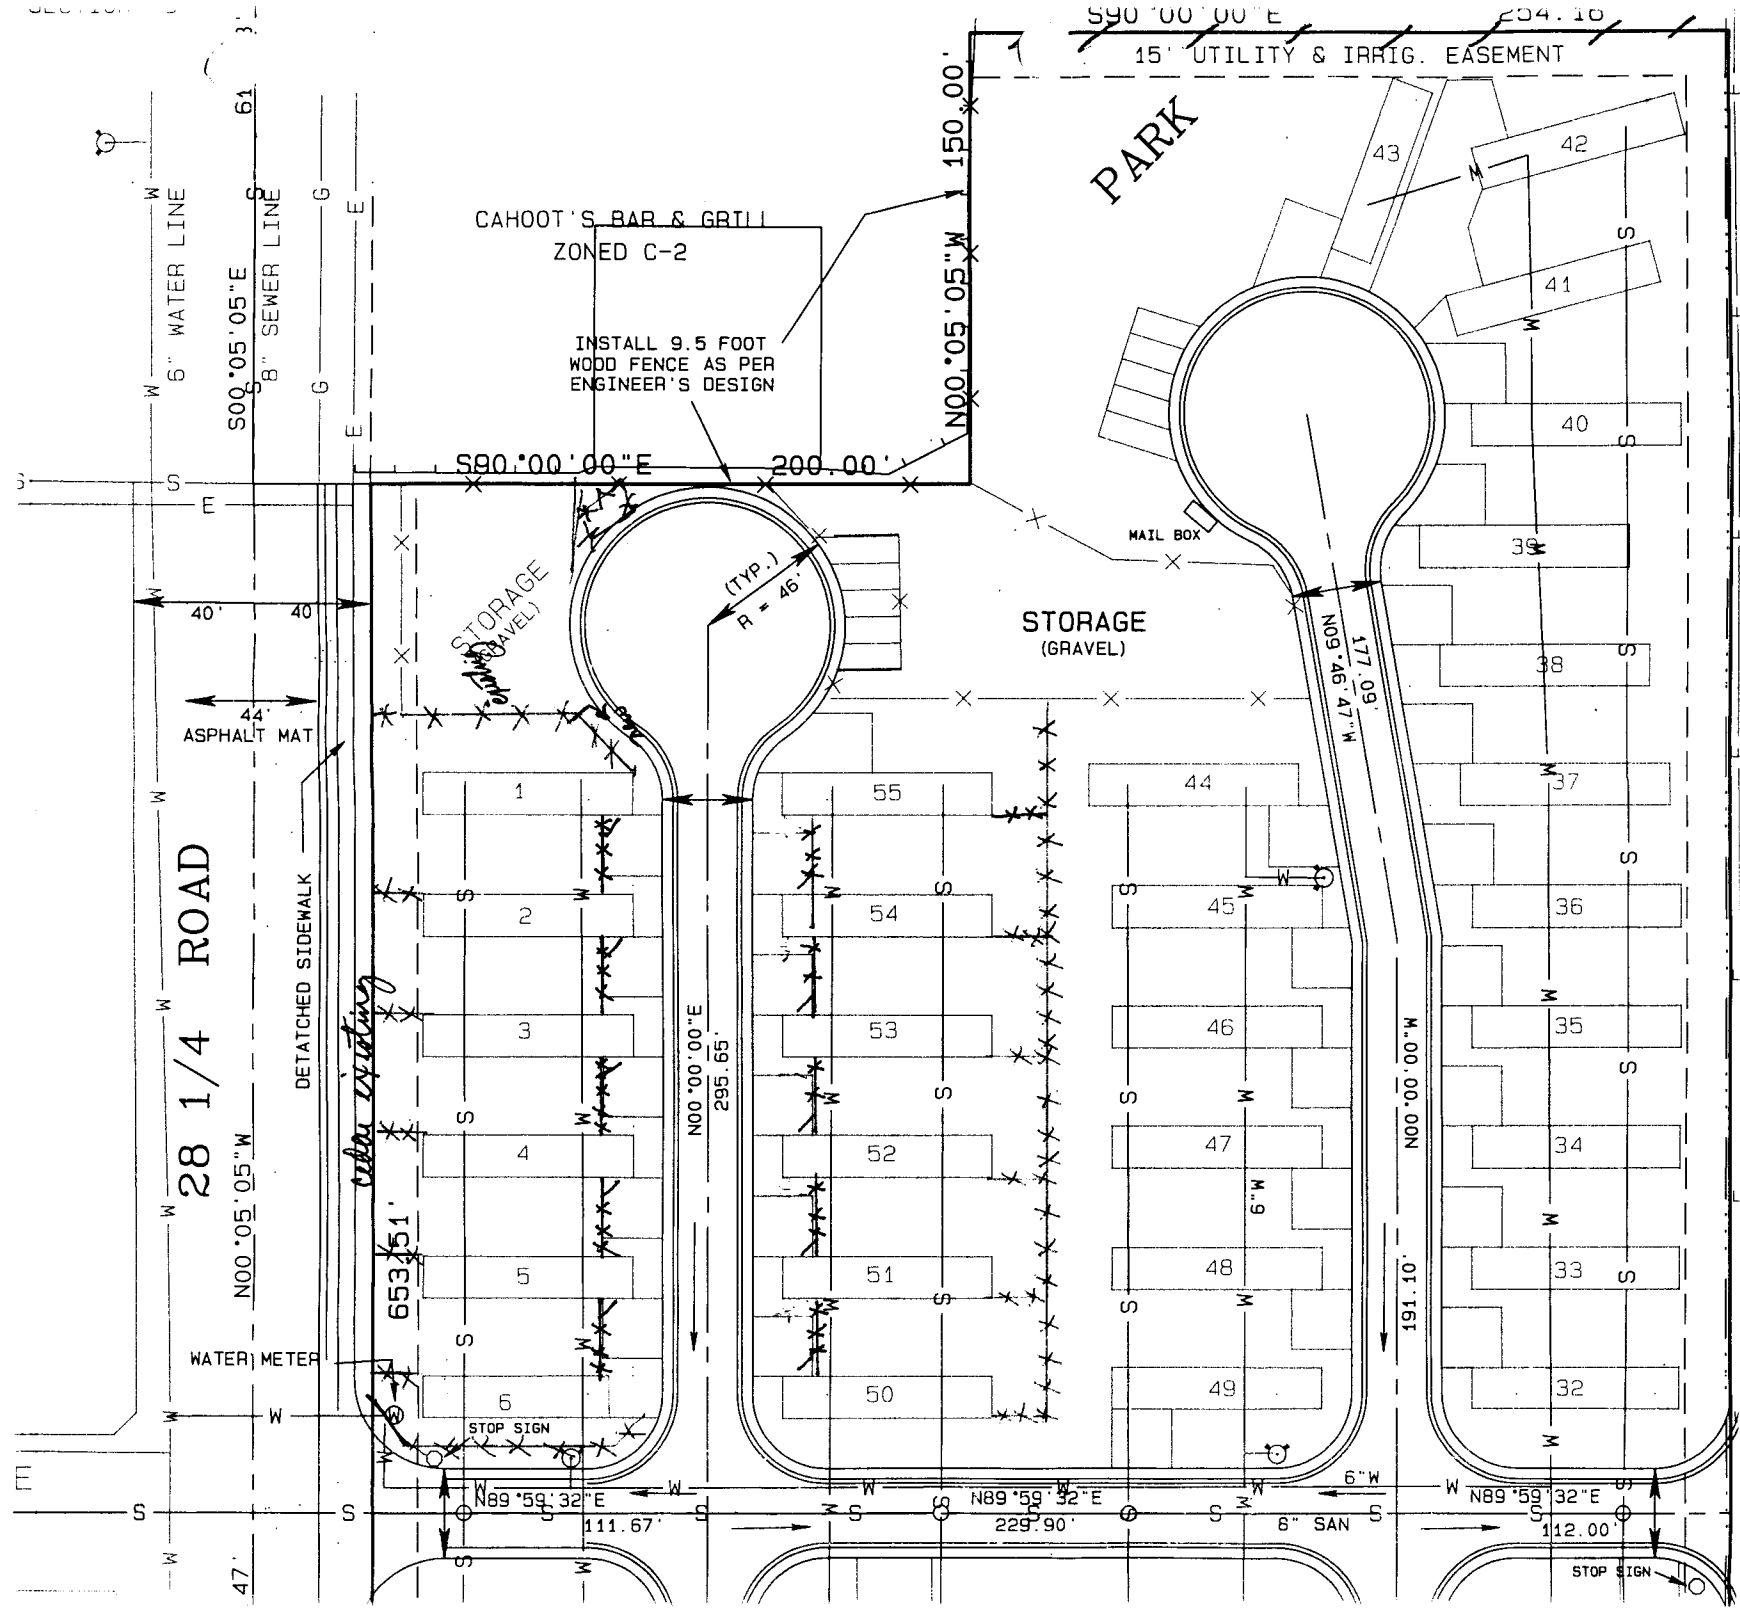 S90°00'00"E
254.16
15' UTILITY & IRRIG. EASEMENT
150.00'
N00°05'05"W
PARK
43
42
41
40
39
38
37
36
35
34
33
32
61
6" WATER LINE
S00°05'05"E
8" SEWER LINE
G
G
E
E
CAHOOT'S BAR & GRILL
ZONED C-2
INSTALL 9.5 FOOT
WOOD FENCE AS PER
ENGINEER'S DESIGN
S90°00'00"E
200.00'
S
E
40'
40
44'
ASPHALT MAT
STORAGE
(GRAVEL)
existing
(TYP.)
R = 46'
MAIL BOX
STORAGE
(GRAVEL)
177.09'
N09°46'47"W
DETATCHED SIDEWALK
28 1/4 ROAD
N00°05'05"W
cedar existing
653.51'
1
2
3
4
5
6
55
54
53
52
51
50
44
45
46
47
48
49
N00°00'00"E
295.65'
N00°00'00"W
191.10'
6"W
WATER METER
W
STOP SIGN
E
N89°59'32"E
111.67'
N89°59'32"E
229.90'
6"W
8" SAN
N89°59'32"E
112.00'
STOP SIGN
47'